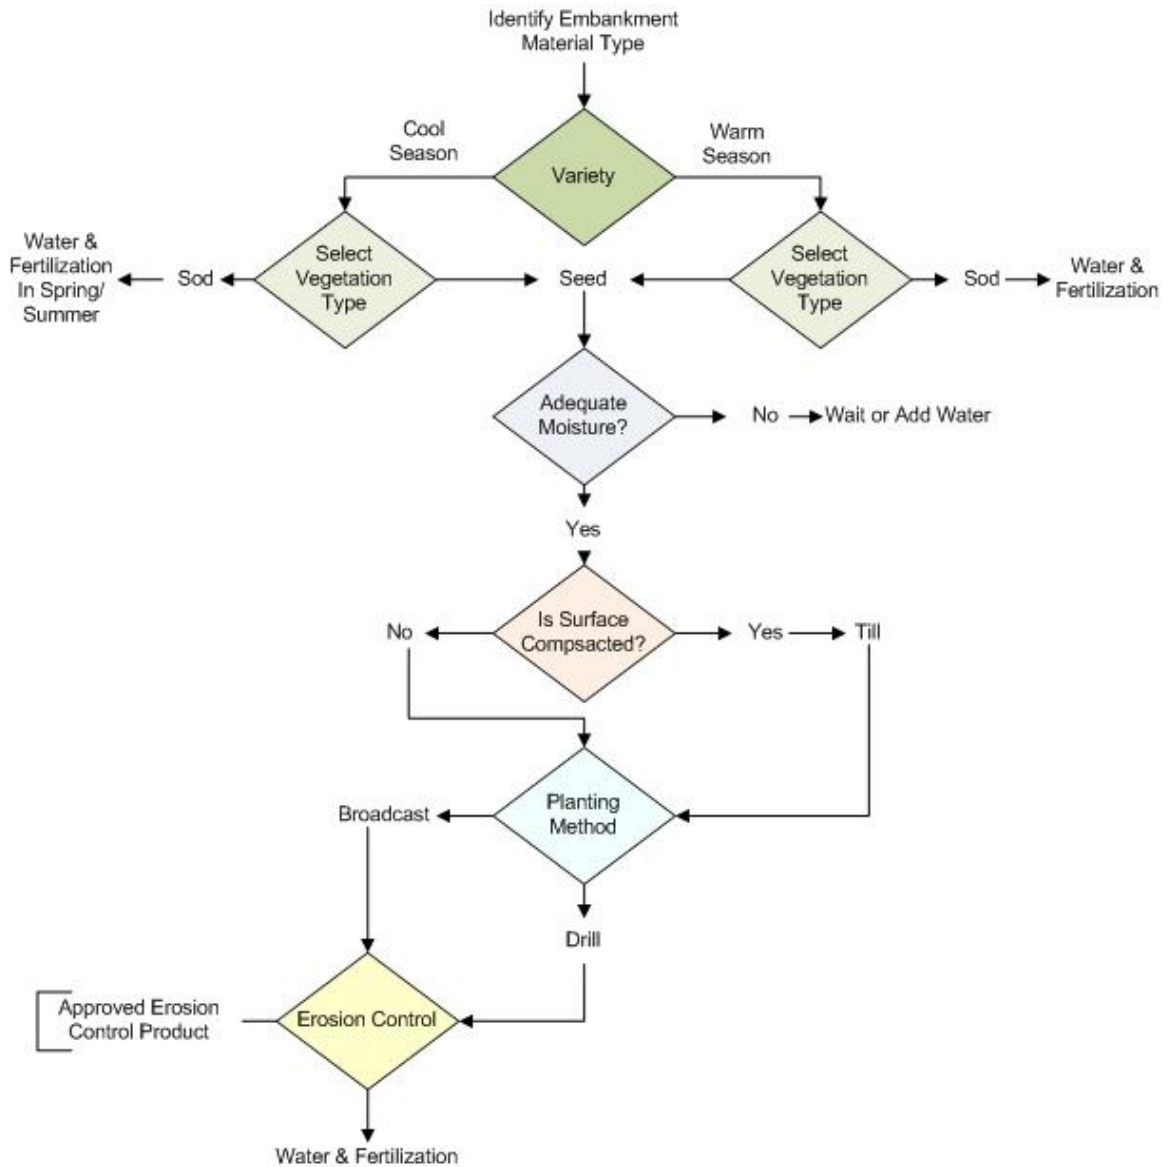 Identify Embankment
Material Type
Cool
Season
Warm
Season
Variety
Water &
Fertilization
In Spring/
Summer
Sod
Select
Vegetation
Type
Seed
Select
Vegetation
Type
Sod
Water &
Fertilization
Adequate
Moisture?
No
Wait or Add Water
Yes
Is Surface
Compsacted?
No
Yes
Till
Planting
Method
Broadcast
Drill
Approved Erosion
Control Product
Erosion Control
Water & Fertilization